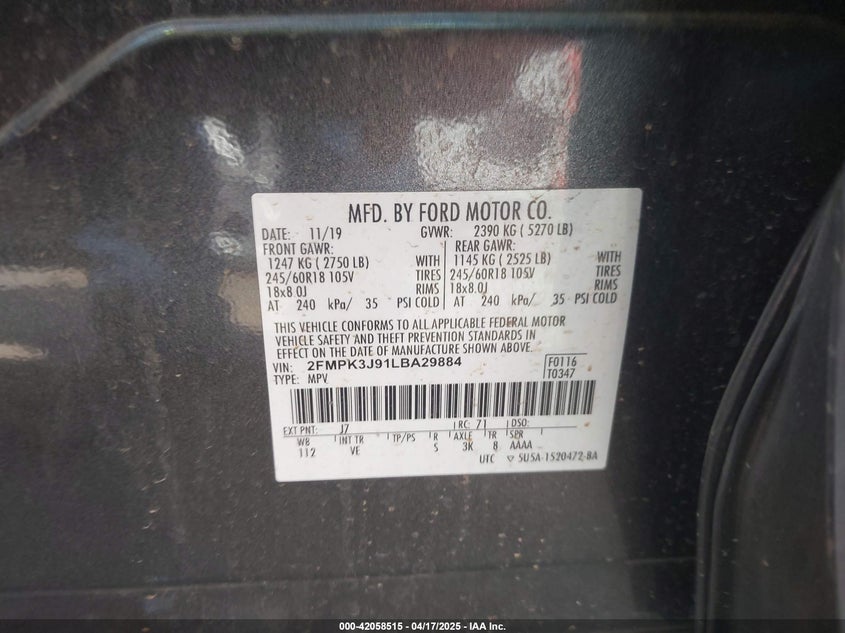 MFD. BY FORD MOTOR CO.
DATE: 11/19 GVWR: 2390 KG ( 5270 LB)
FRONT GAWR: REAR GAWR:
1247 KG ( 2750 LB) WITH 1145 KG ( 2525 LB) WITH
245/60R18 105V TIRES 245/60R18 105V TIRES
18x8.0J RIMS 18x8.0J RIMS
AT 240 kPa/ 35 PSI COLD AT 240 kPa/ 35 PSI COLD
THIS VEHICLE CONFORMS TO ALL APPLICABLE FEDERAL MOTOR
VEHICLE SAFETY AND THEFT PREVENTION STANDARDS IN
EFFECT ON THE DATE OF MANUFACTURE SHOWN ABOVE.
VIN: 2FMPK3J91LBA29884 F0116
TYPE: MPV T0347
EXT PNT: J7 RC: 71 DSO:
WB INT TR TP/PS R AXLE TR SPR
112 VE S 3K 8 AAAA
UTC ▽ 5U5A-1520472-BA
000-42058515 - 04/17/2025 - IAA Inc.